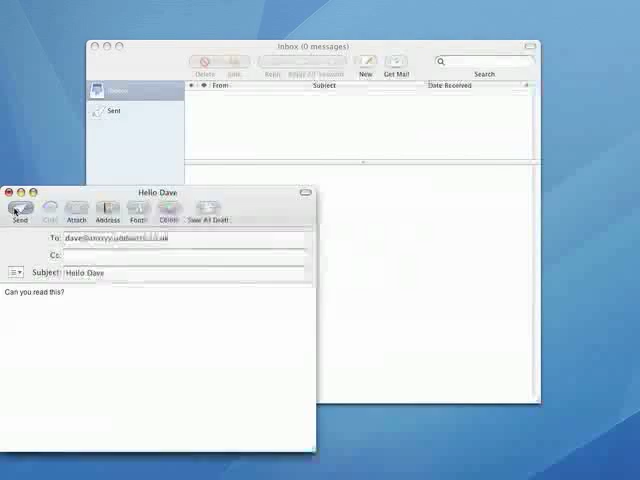 Inbox (0 messages)
Delete
Reply
New
Get Mail
Search
From
Subject
Date Received
Sent
Hello Dave
Send
Attach
Address
Fonts
Colors
Save As Draft
To:
Cc:
Subject: Hello Dave
Can you read this?